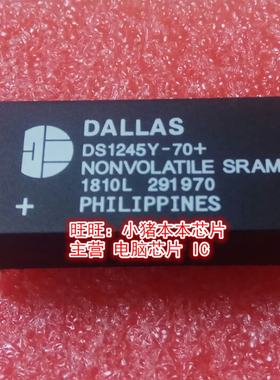 DALLAS
DS1245Y-70+
NONVOLATILE SRAM
1810L 291970
+ PHILIPPINES
旺旺：小猪本本芯片
主营 电脑芯片 IC